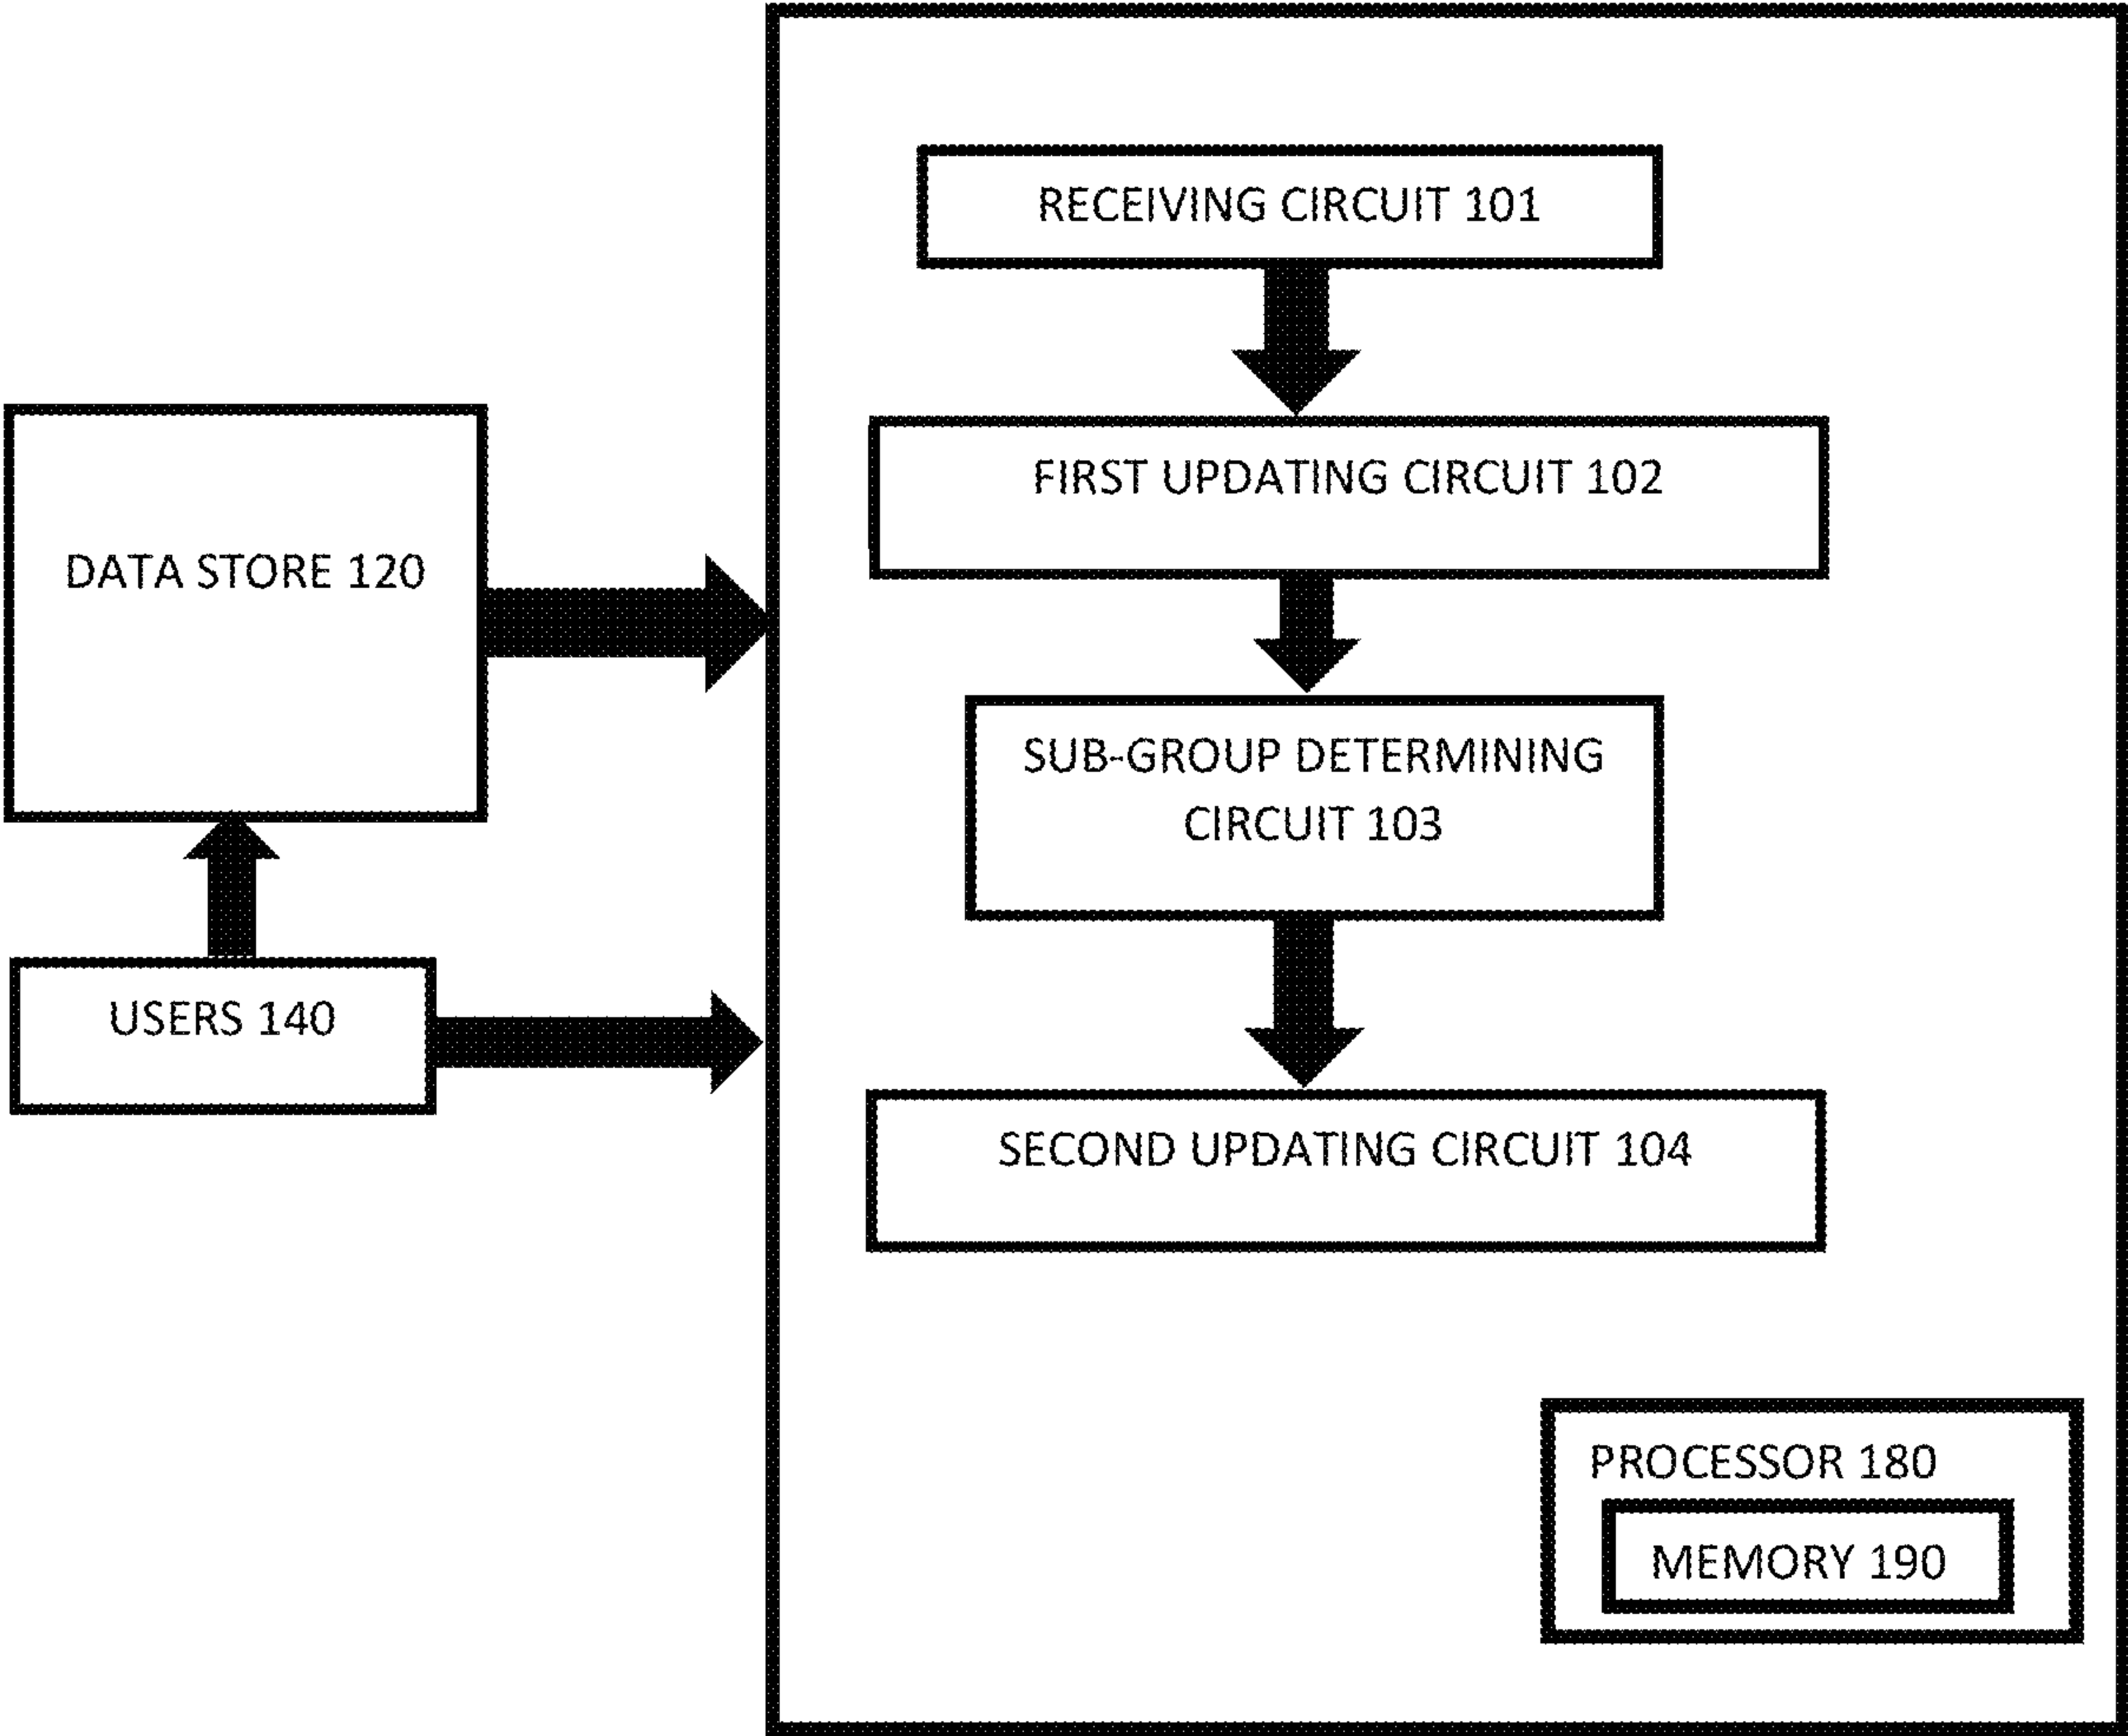 RECEIVING CIRCUIT 101
FIRST UPDATING CIRCUIT 102
DATA STORE 120
SUB-GROUP DETERMINING
CIRCUIT 103
USERS 140
SECOND UPDATING CIRCUIT 104
PROCESSOR 180
MEMORY 190